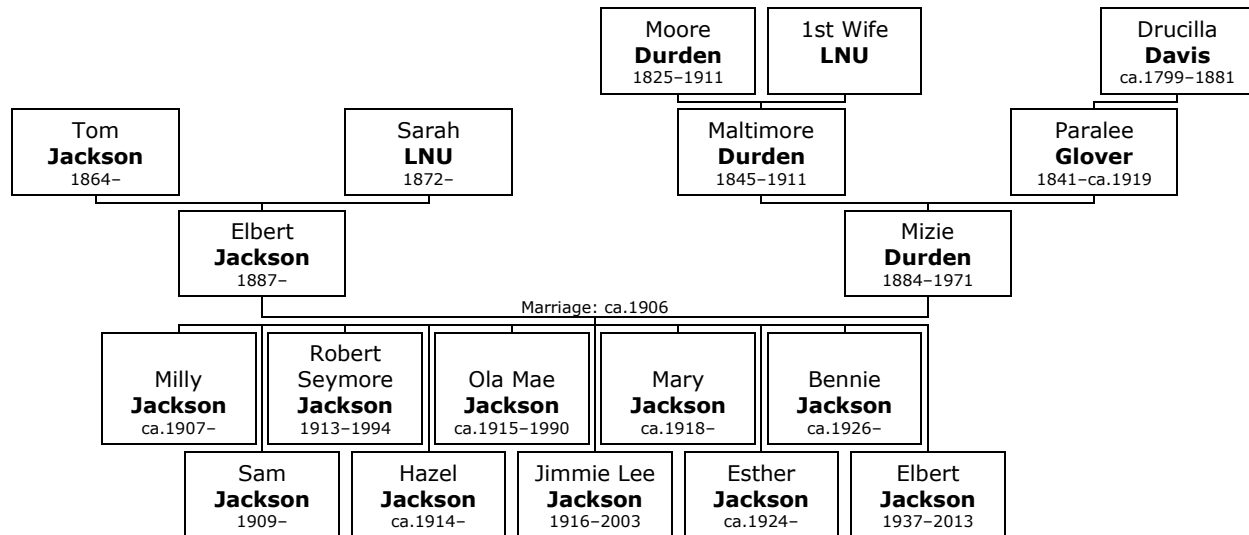 Moore
Durden
1825–1911
1st Wife
LNU
Drucilla
Davis
ca.1799–1881
Tom
Jackson
1864–
Sarah
LNU
1872–
Maltimore
Durden
1845–1911
Paralee
Glover
1841–ca.1919
Elbert
Jackson
1887–
Mizie
Durden
1884–1971
Marriage: ca.1906
Milly
Jackson
ca.1907–
Robert
Seymore
Jackson
1913–1994
Ola Mae
Jackson
ca.1915–1990
Mary
Jackson
ca.1918–
Bennie
Jackson
ca.1926–
Sam
Jackson
1909–
Hazel
Jackson
ca.1914–
Jimmie Lee
Jackson
1916–2003
Esther
Jackson
ca.1924–
Elbert
Jackson
1937–2013